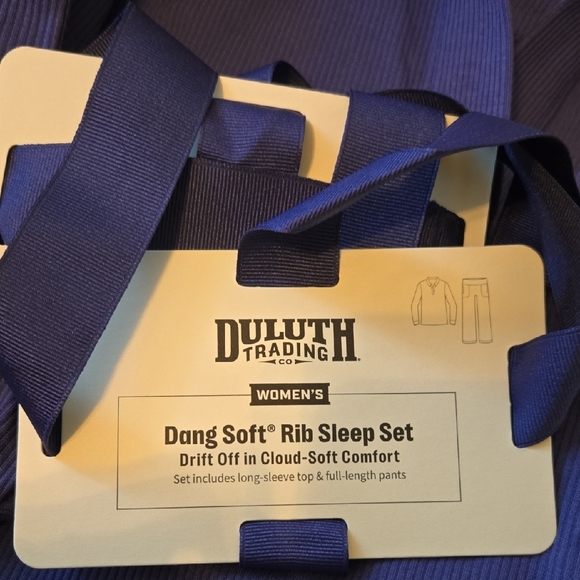 DULUTH
TRADING
CO
WOMEN'S
Dang Soft® Rib Sleep Set
Drift Off in Cloud-Soft Comfort
Set includes long-sleeve top & full-length pants